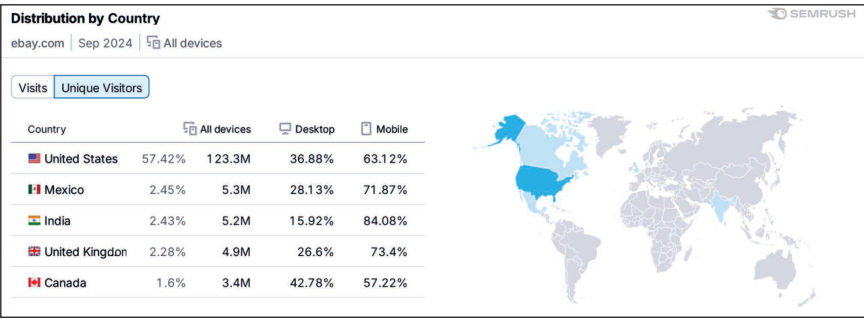 Distribution by Country
SEMRUSH
ebay.com | Sep 2024 | All devices
Visits Unique Visitors
Country All devices Desktop Mobile
United States 57.42% 123.3M 36.88% 63.12%
Mexico 2.45% 5.3M 28.13% 71.87%
India 2.43% 5.2M 15.92% 84.08%
United Kingdon 2.28% 4.9M 26.6% 73.4%
Canada 1.6% 3.4M 42.78% 57.22%